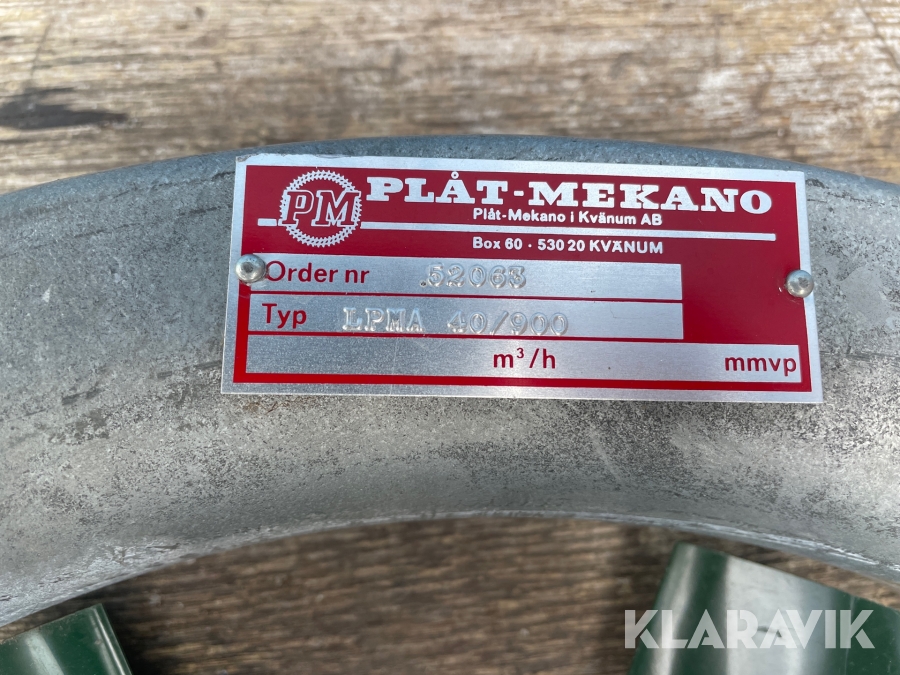 PM PLÅT-MEKANO
Plåt-Mekano i Kvänum AB
Box 60 · 530 20 KVÄNUM
Order nr 52063
Typ LPMA 40/900
m³/h mmvp
KLARAVIK